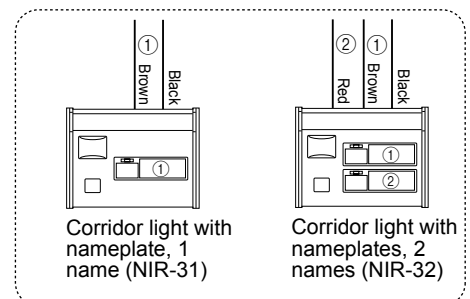 ①
Brown
Black
②
①
Red
Brown
Black
①
①
②
Corridor light with
nameplate, 1
name (NIR-31)
Corridor light with
nameplates, 2
names (NIR-32)